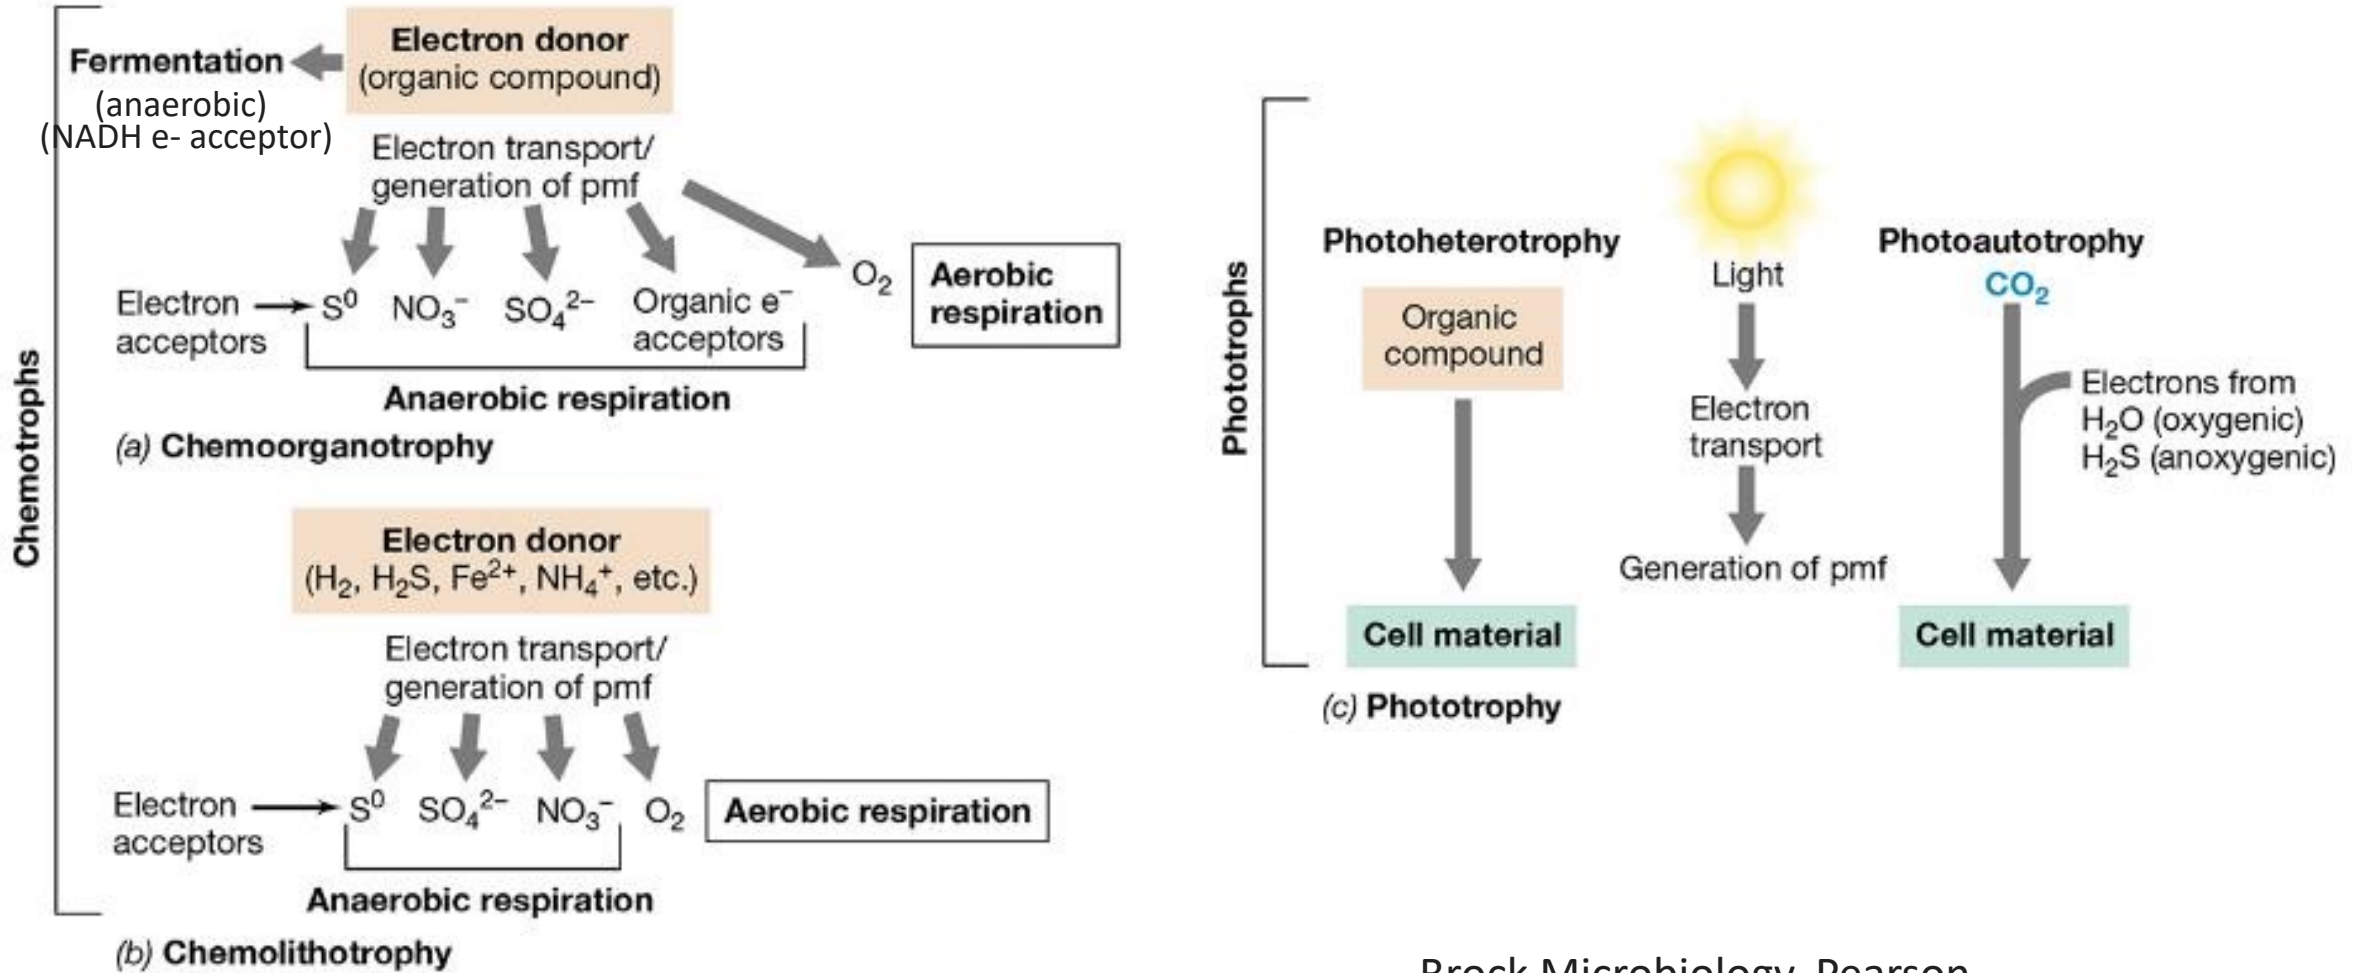 Chemotrophs
Fermentation
(anaerobic)
(NADH e- acceptor)
Electron donor
(organic compound)
Electron transport/
generation of pmf
Electron
acceptors
S⁰ NO₃⁻ SO₄²⁻ Organic e⁻
acceptors
O₂
Aerobic
respiration
Anaerobic respiration
(a) Chemoorganotrophy
Electron donor
(H₂, H₂S, Fe²⁺, NH₄⁺, etc.)
Electron transport/
generation of pmf
Electron
acceptors
S⁰ SO₄²⁻ NO₃⁻ O₂
Aerobic respiration
Anaerobic respiration
(b) Chemolithotrophy
Phototrophs
Photoheterotrophy
Organic
compound
Cell material
Light
Electron
transport
Generation of pmf
Photoautotrophy
CO₂
Electrons from
H₂O (oxygenic)
H₂S (anoxygenic)
Cell material
(c) Phototrophy
Brock Microbiology, Pearson